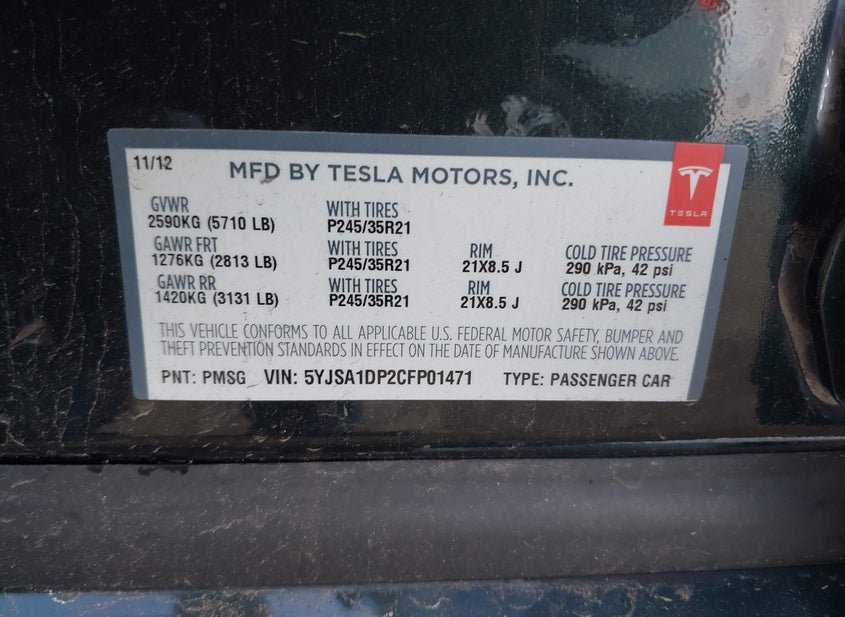 11/12 MFD BY TESLA MOTORS, INC.
TESLA
GVWR WITH TIRES
2590KG (5710 LB) P245/35R21
GAWR FRT WITH TIRES RIM COLD TIRE PRESSURE
1276KG (2813 LB) P245/35R21 21X8.5 J 290 kPa, 42 psi
GAWR RR WITH TIRES RIM COLD TIRE PRESSURE
1420KG (3131 LB) P245/35R21 21X8.5 J 290 kPa, 42 psi
THIS VEHICLE CONFORMS TO ALL APPLICABLE U.S. FEDERAL MOTOR SAFETY, BUMPER AND
THEFT PREVENTION STANDARDS IN EFFECT ON THE DATE OF MANUFACTURE SHOWN ABOVE.
PNT: PMSG VIN: 5YJSA1DP2CFP01471 TYPE: PASSENGER CAR